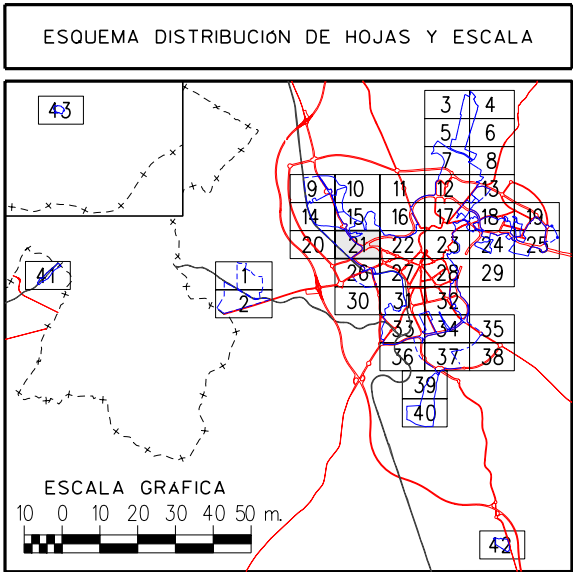 ESQUEMA DISTRIBUCIóN DE HOJAS Y ESCALA
43
3 4
5 6
7 8
9 10 11 12 13
14 15 16 17 18 19
20 21 22 23 24 25
41 1 26 27 28 29
2 30 31 32
33 34 35
36 37 38
39
40
ESCALA GRÁFICA
10 0 10 20 30 40 50 m.
42